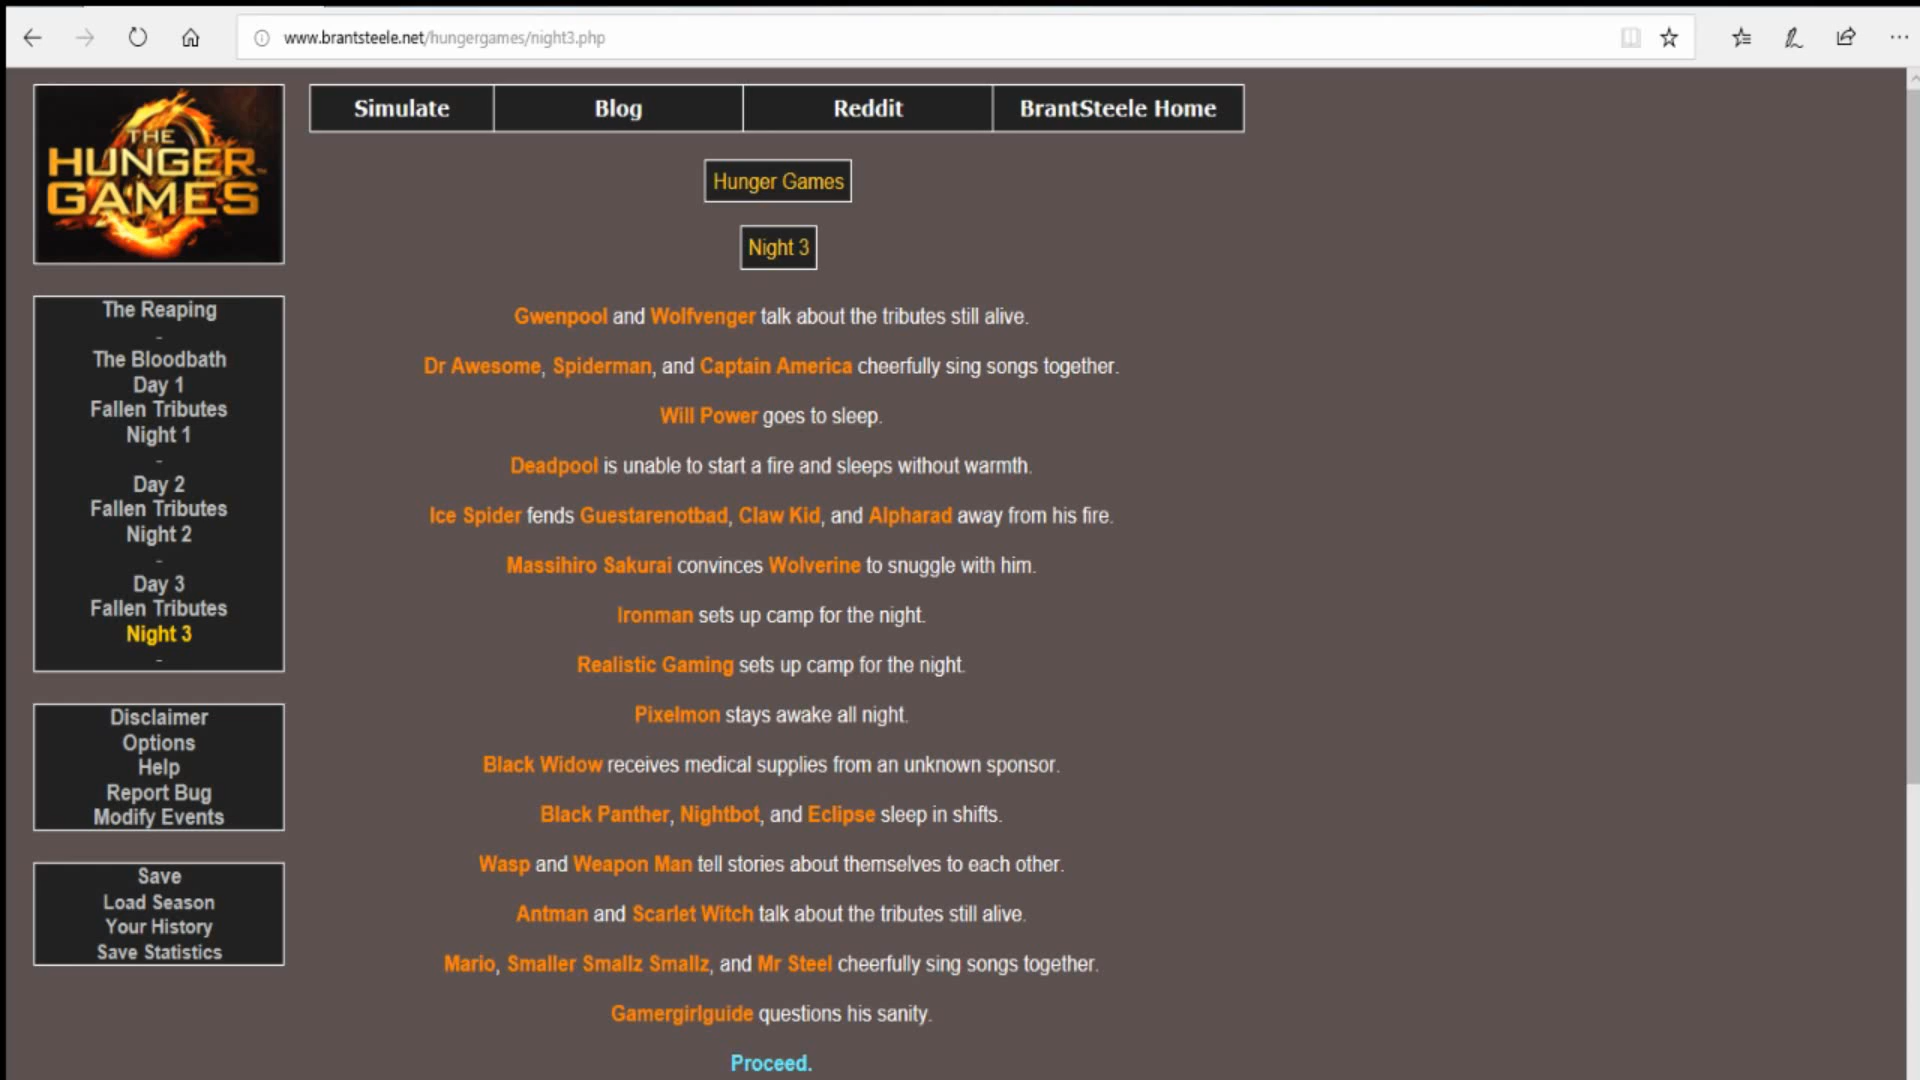 www.brantsteele.net/hungergames/night3.php
THE
HUNGER
GAMES
Simulate
Blog
Reddit
BrantSteele Home
Hunger Games
Night 3
The Reaping
-
The Bloodbath
Day 1
Fallen Tributes
Night 1
-
Day 2
Fallen Tributes
Night 2
-
Day 3
Fallen Tributes
Night 3
-
Disclaimer
Options
Help
Report Bug
Modify Events
Save
Load Season
Your History
Save Statistics
Gwenpool and Wolfvenger talk about the tributes still alive.
Dr Awesome, Spiderman, and Captain America cheerfully sing songs together.
Will Power goes to sleep.
Deadpool is unable to start a fire and sleeps without warmth.
Ice Spider fends Guestarenotbad, Claw Kid, and Alpharad away from his fire.
Massihiro Sakurai convinces Wolverine to snuggle with him.
Ironman sets up camp for the night.
Realistic Gaming sets up camp for the night.
Pixelmon stays awake all night.
Black Widow receives medical supplies from an unknown sponsor.
Black Panther, Nightbot, and Eclipse sleep in shifts.
Wasp and Weapon Man tell stories about themselves to each other.
Antman and Scarlet Witch talk about the tributes still alive.
Mario, Smaller Smallz Smallz, and Mr Steel cheerfully sing songs together.
Gamergirlguide questions his sanity.
Proceed.